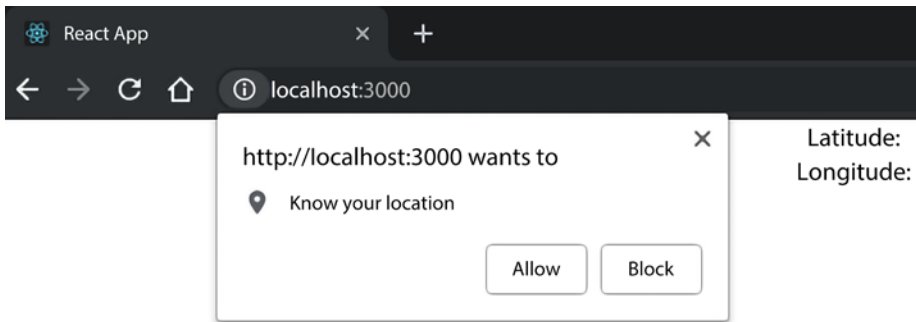 React App
localhost:3000
http://localhost:3000 wants to
Know your location
Allow Block
Latitude:
Longitude: